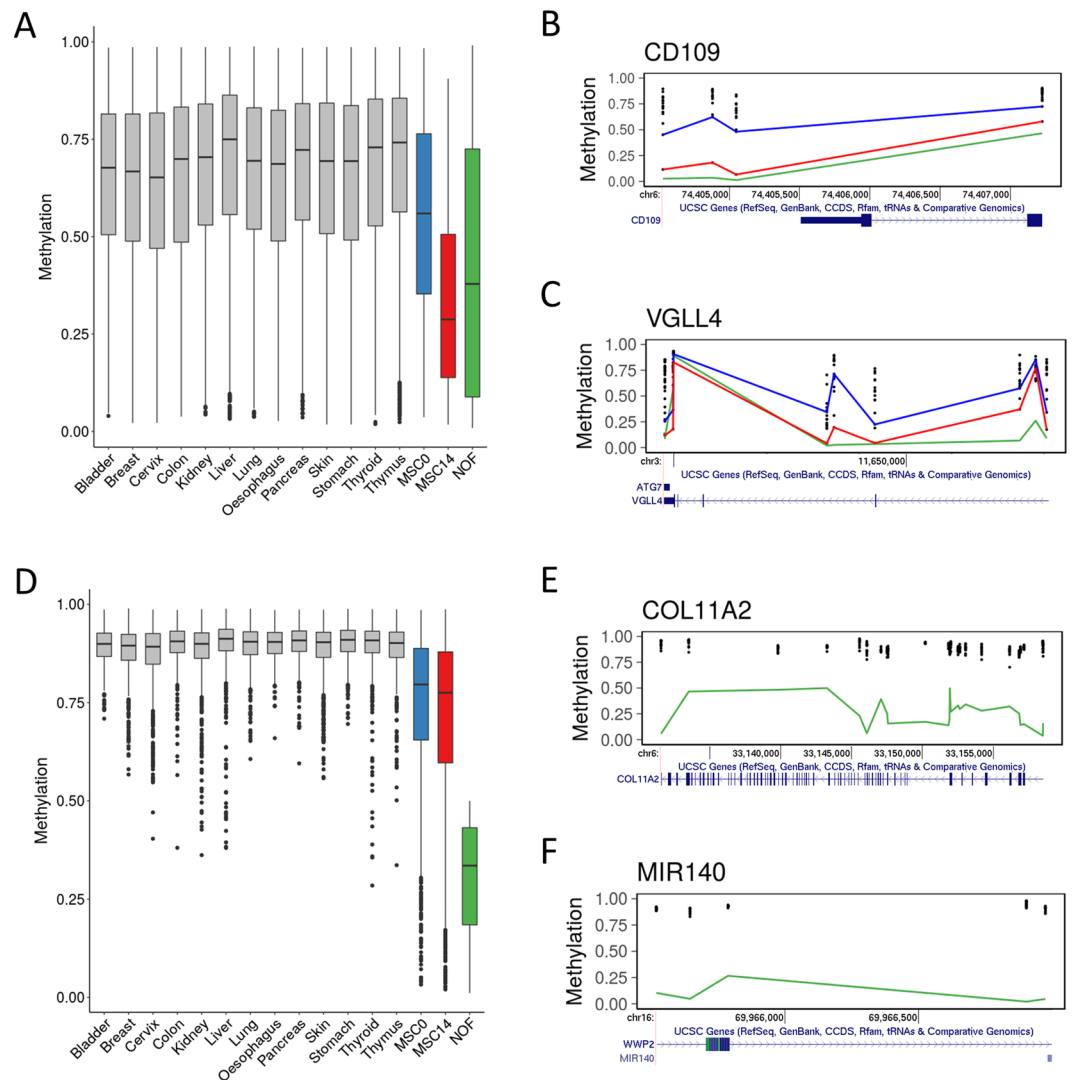 A
1.00
0.75
0.50
0.25
0.00
Methylation
Bladder
Breast
Cervix
Colon
Kidney
Liver
Lung
Oesophagus
Pancreas
Skin
Stomach
Thyroid
Thymus
MSC0
MSC14
NOF
B
CD109
Methylation
1.00
0.75
0.50
0.25
0.00
chr6: 74,405,000 74,405,500 74,406,000 74,406,500 74,407,000
UCSC Genes (RefSeq, GenBank, CCDS, Rfam, tRNAs & Comparative Genomics)
CD109
C
VGLL4
Methylation
1.00
0.75
0.50
0.25
0.00
chr3: 11,650,000
UCSC Genes (RefSeq, GenBank, CCDS, Rfam, tRNAs & Comparative Genomics)
ATG7
VGLL4
D
1.00
0.75
0.50
0.25
0.00
Methylation
Bladder
Breast
Cervix
Colon
Kidney
Liver
Lung
Oesophagus
Pancreas
Skin
Stomach
Thyroid
Thymus
MSC0
MSC14
NOF
E
COL11A2
Methylation
1.00
0.75
0.50
0.25
0.00
chr6: 33,140,000 33,145,000 33,150,000 33,155,000
UCSC Genes (RefSeq, GenBank, CCDS, Rfam, tRNAs & Comparative Genomics)
COL11A2
F
MIR140
Methylation
1.00
0.75
0.50
0.25
0.00
chr16: 69,966,000 69,966,500
UCSC Genes (RefSeq, GenBank, CCDS, Rfam, tRNAs & Comparative Genomics)
WWP2
MIR140